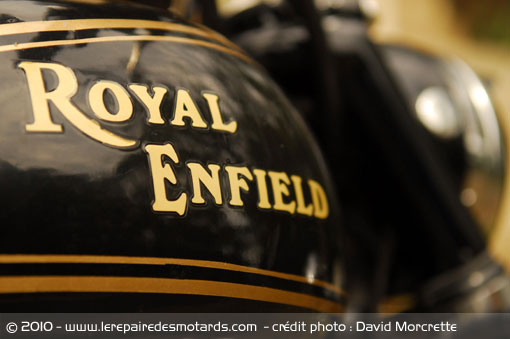 ROYAL
ENFIELD
© 2010 - www.lerepairedesmotards.com - crédit photo : David Morcrette